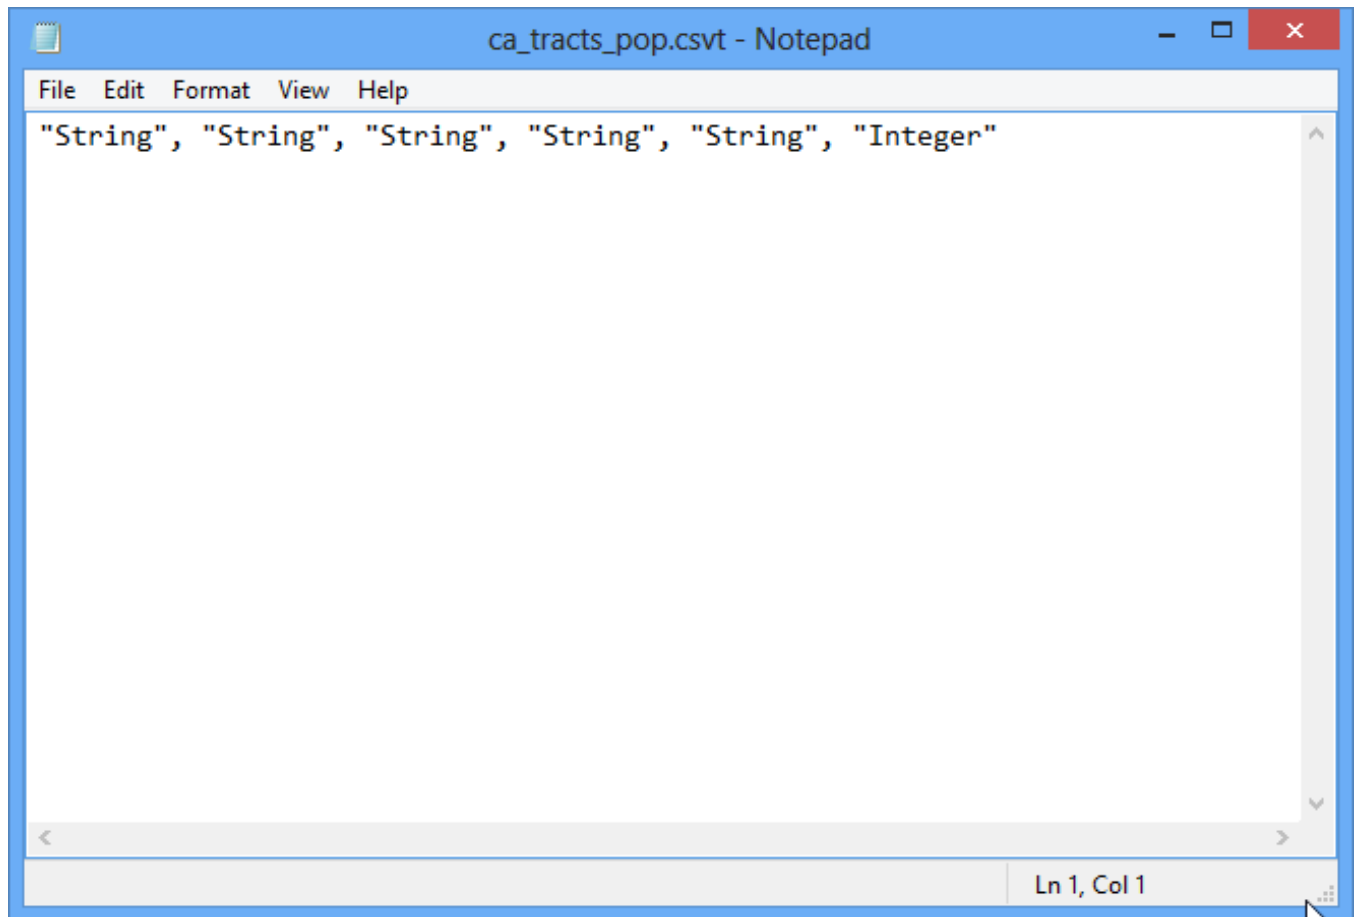 ca_tracts_pop.csvt - Notepad
File Edit Format View Help
"String", "String", "String", "String", "String", "Integer"
Ln 1, Col 1